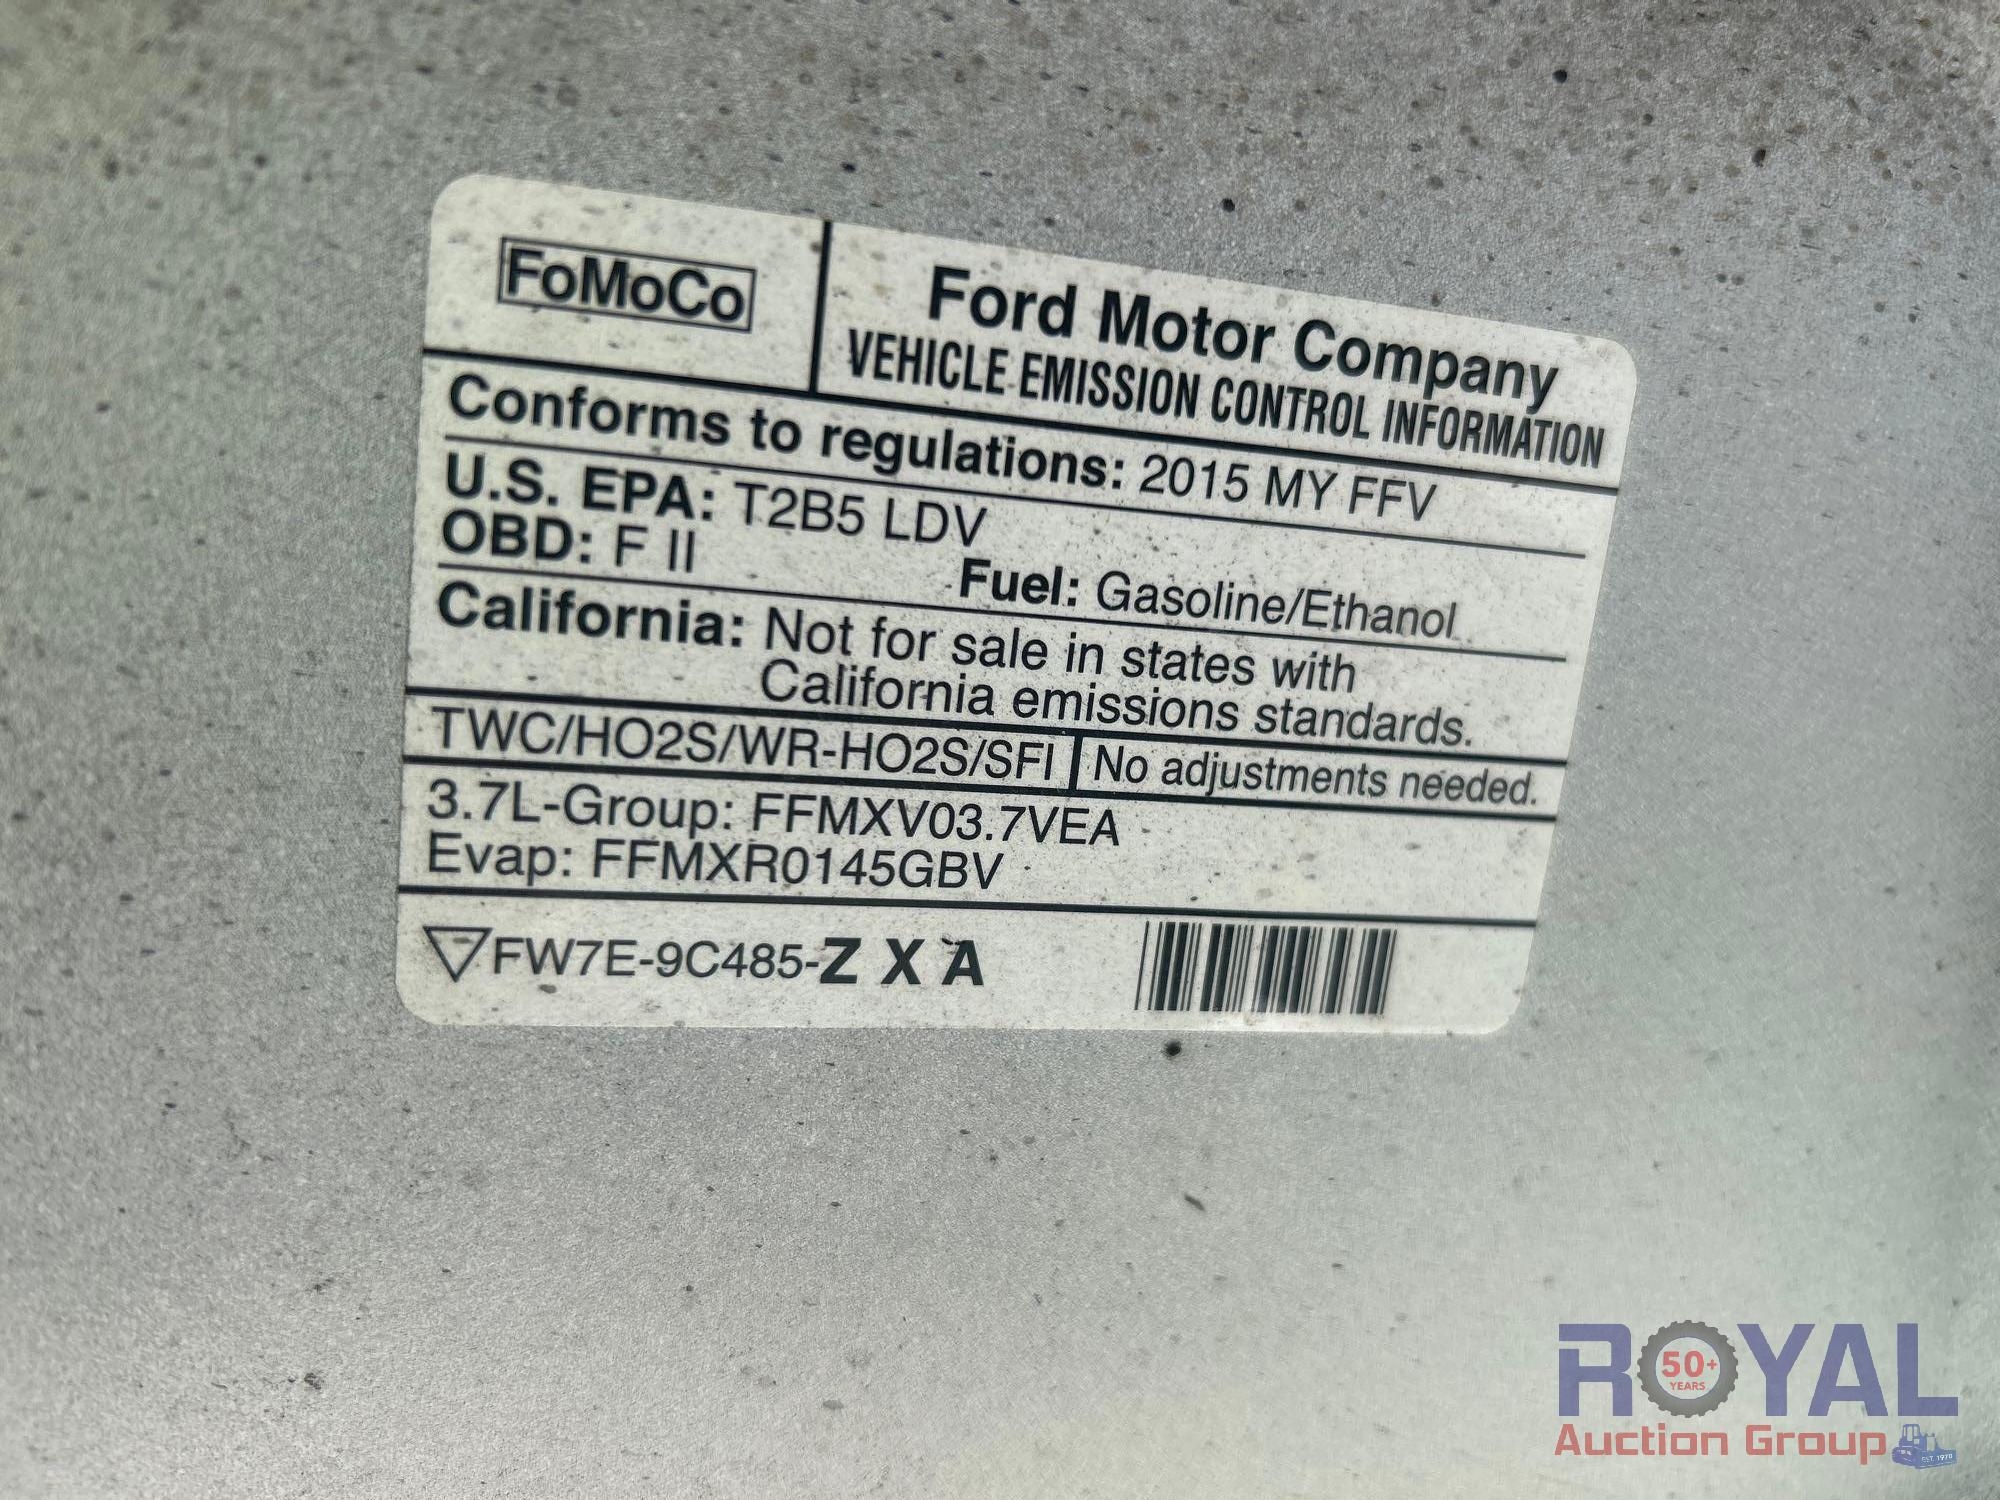 FoMoCo
Ford Motor Company
VEHICLE EMISSION CONTROL INFORMATION
Conforms to regulations: 2015 MY FFV
U.S. EPA: T2B5 LDV
OBD: F II
Fuel: Gasoline/Ethanol
California: Not for sale in states with
California emissions standards.
TWC/HO2S/WR-HO2S/SFI
No adjustments needed.
3.7L-Group: FFMXV03.7VEA
Evap: FFMXR0145GBV
FW7E-9C485-Z X A
ROYAL
50+
YEARS
Auction Group
EST. 1970